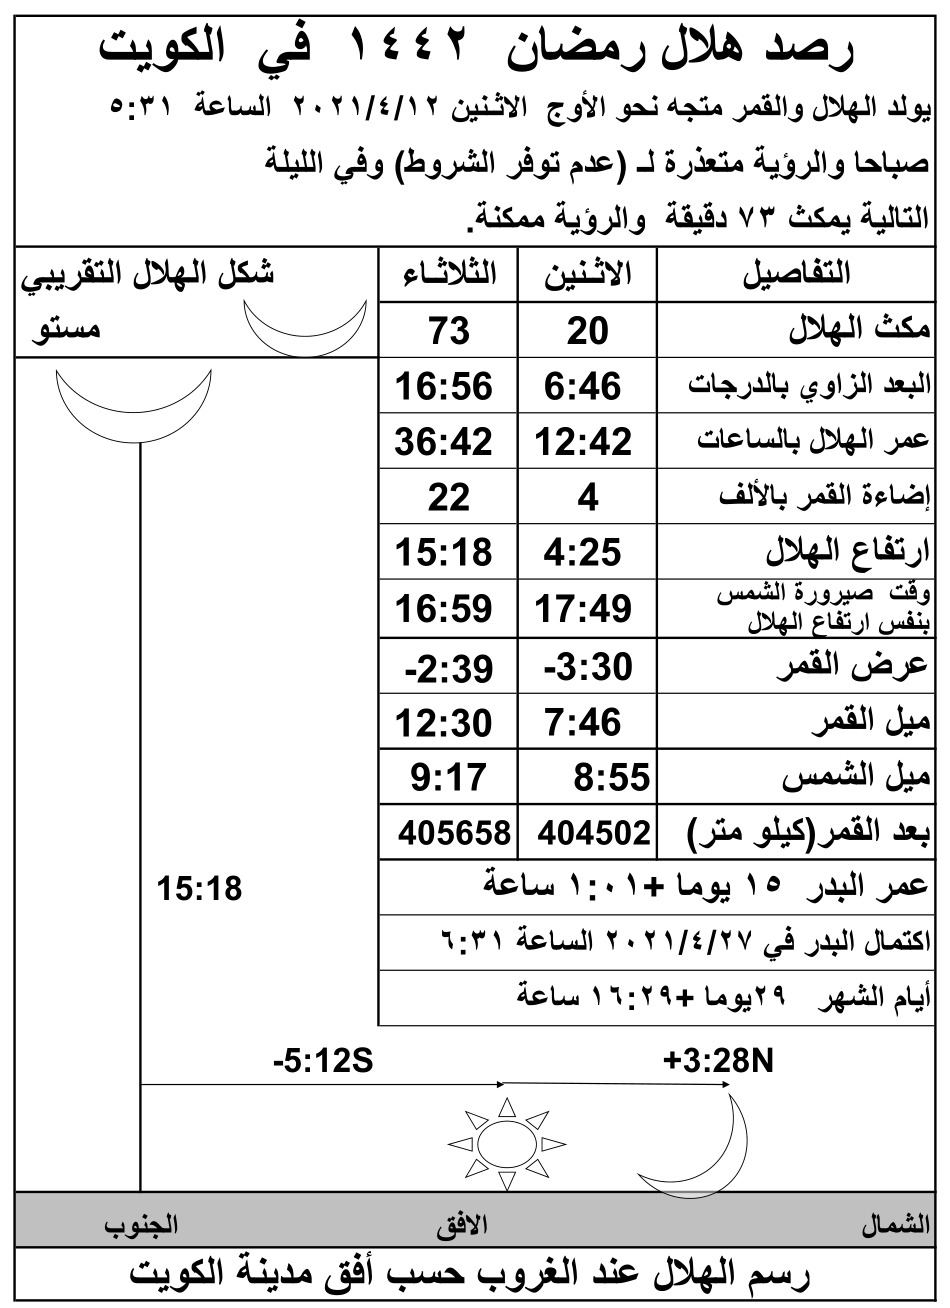 رصد هلال رمضان ١٤٤٢ في الكويت
يولد الهلال والقمر متجه نحو الأوج الاثنين ٢٠٢١/٤/١٢ الساعة ٥:٣١
صباحا والرؤية متعذرة لـ (عدم توفر الشروط) وفي الليلة
التالية يمكث ٧٣ دقيقة والرؤية ممكنة.
التفاصيل الاثنين الثلاثاء شكل الهلال التقريبي
مكث الهلال 20 73 مستو
البعد الزاوي بالدرجات 6:46 16:56
عمر الهلال بالساعات 12:42 36:42
إضاءة القمر بالألف 4 22
ارتفاع الهلال 4:25 15:18
وقت صيرورة الشمس
بنفس ارتفاع الهلال 17:49 16:59
عرض القمر -3:30 -2:39
ميل القمر 7:46 12:30
ميل الشمس 8:55 9:17
بعد القمر(كيلو متر) 404502 405658
عمر البدر ١٥ يوما +١:٠١ ساعة
15:18
اكتمال البدر في ٢٠٢١/٤/٢٧ الساعة ٦:٣١
أيام الشهر ٢٩يوما +١٦:٢٩ ساعة
+3:28N -5:12S
الشمال الافق الجنوب
رسم الهلال عند الغروب حسب أفق مدينة الكويت